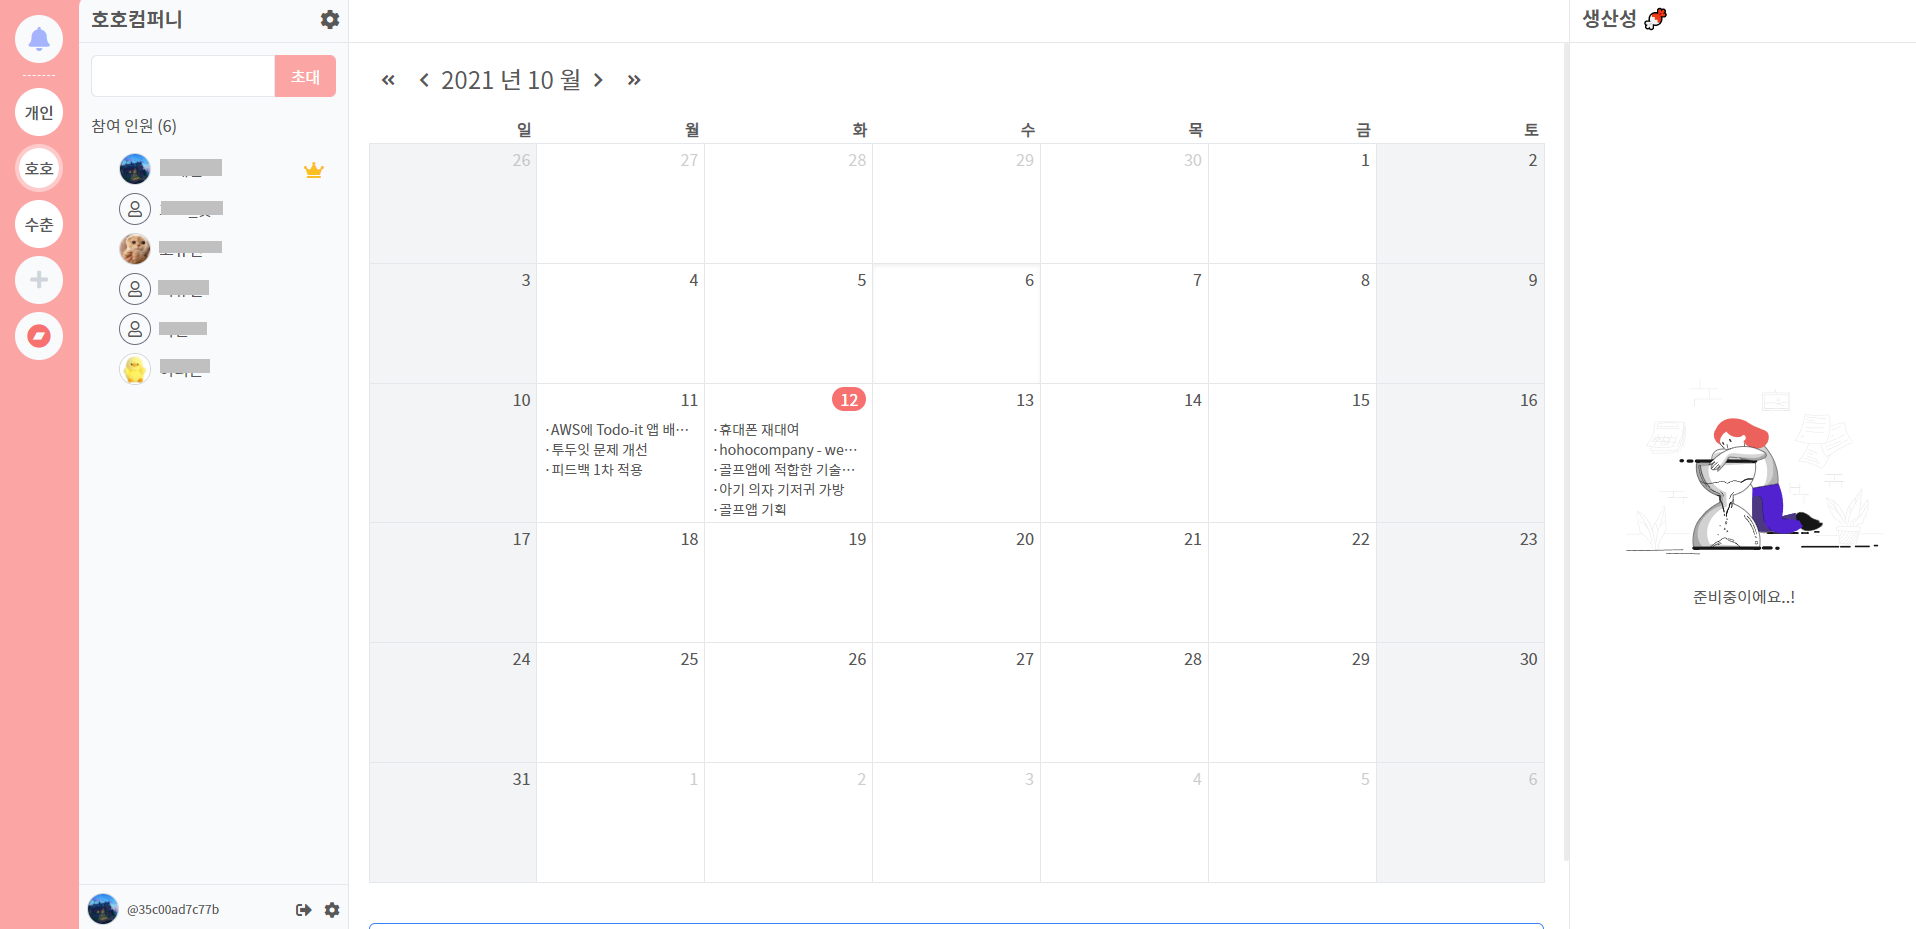 호호컴퍼니
초대
참여 인원 (6)
개인
호호
수춘
@35c00ad7c77b
2021 년 10 월
일 월 화 수 목 금 토
26 27 28 29 30 1 2
3 4 5 6 7 8 9
10 11 12 13 14 15 16
·AWS에 Todo-it 앱 배…
·투두잇 문제 개선
·피드백 1차 적용
·휴대폰 재대여
·hohocompany - we…
·골프앱에 적합한 기술…
·아기 의자 기저귀 가방
·골프앱 기획
17 18 19 20 21 22 23
24 25 26 27 28 29 30
31 1 2 3 4 5 6
생산성
준비중이에요..!